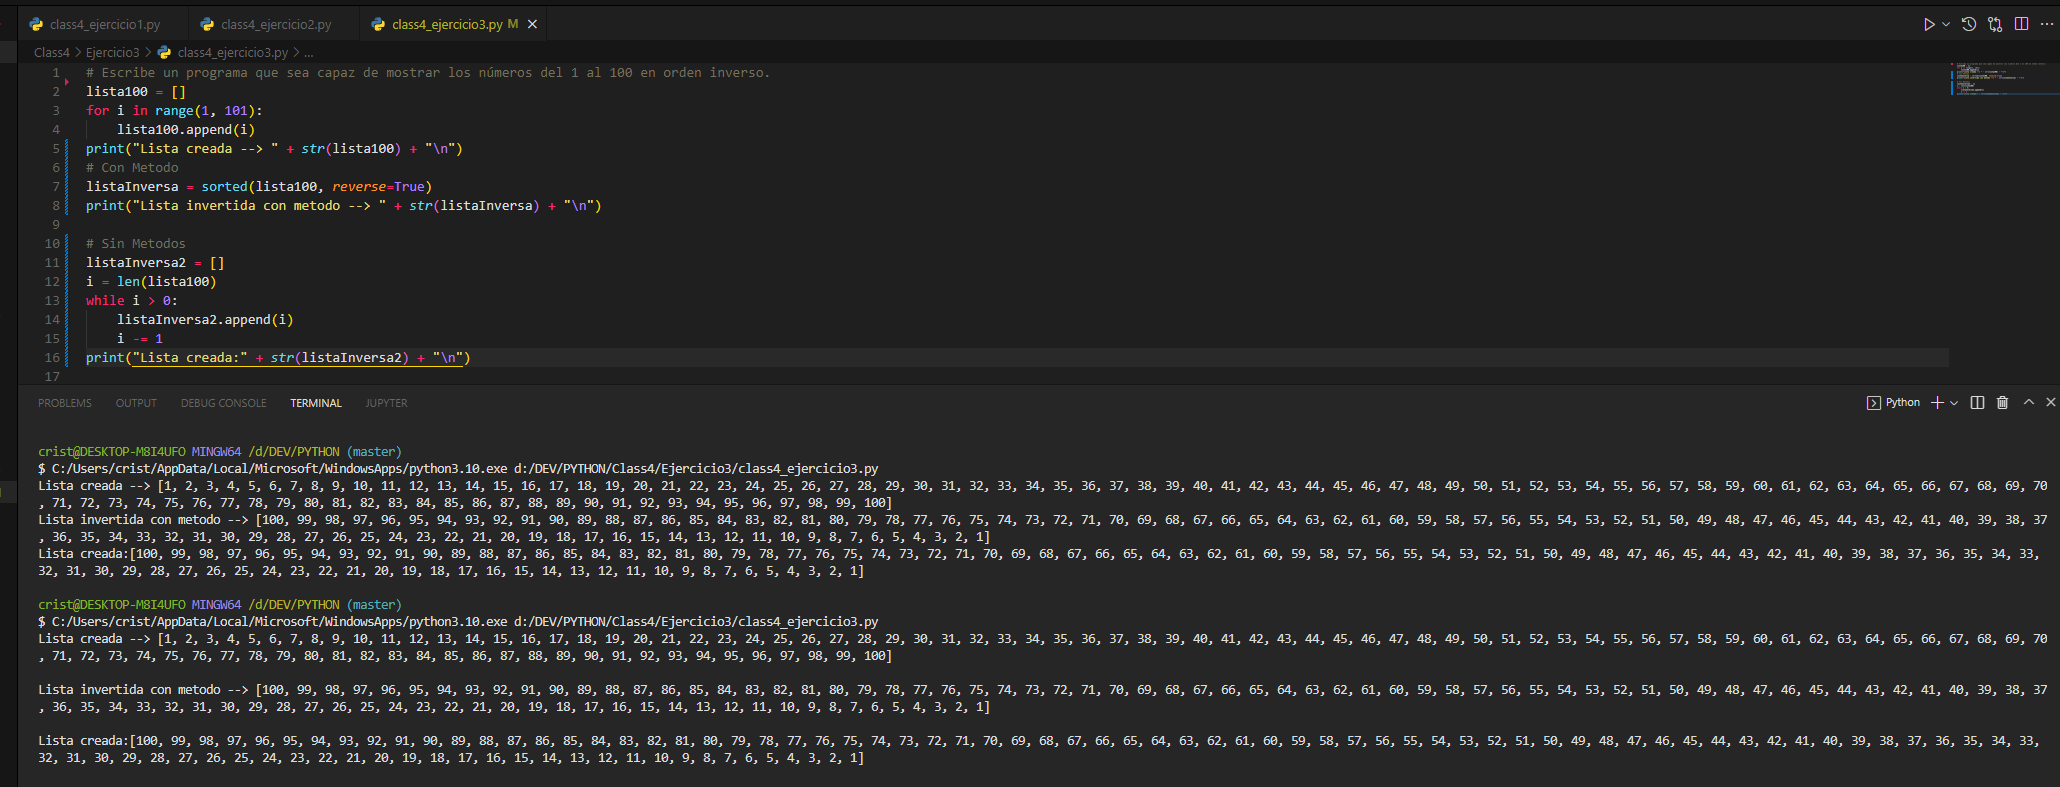 class4_ejercicio1.py class4_ejercicio2.py class4_ejercicio3.py M
Class4 > Ejercicio3 > class4_ejercicio3.py > ...
1 # Escribe un programa que sea capaz de mostrar los números del 1 al 100 en orden inverso.
2 lista100 = []
3 for i in range(1, 101):
4     lista100.append(i)
5 print("Lista creada --> " + str(lista100) + "\n")
6 # Con Metodo
7 listaInversa = sorted(lista100, reverse=True)
8 print("Lista invertida con metodo --> " + str(listaInversa) + "\n")
9
10 # Sin Metodos
11 listaInversa2 = []
12 i = len(lista100)
13 while i > 0:
14     listaInversa2.append(i)
15     i -= 1
16 print("Lista creada:" + str(listaInversa2) + "\n")
17
PROBLEMS OUTPUT DEBUG CONSOLE TERMINAL JUPYTER Python
crist@DESKTOP-M8I4UFO MINGW64 /d/DEV/PYTHON (master)
$ C:/Users/crist/AppData/Local/Microsoft/WindowsApps/python3.10.exe d:/DEV/PYTHON/Class4/Ejercicio3/class4_ejercicio3.py
Lista creada --> [1, 2, 3, 4, 5, 6, 7, 8, 9, 10, 11, 12, 13, 14, 15, 16, 17, 18, 19, 20, 21, 22, 23, 24, 25, 26, 27, 28, 29, 30, 31, 32, 33, 34, 35, 36, 37, 38, 39, 40, 41, 42, 43, 44, 45, 46, 47, 48, 49, 50, 51, 52, 53, 54, 55, 56, 57, 58, 59, 60, 61, 62, 63, 64, 65, 66, 67, 68, 69, 70
, 71, 72, 73, 74, 75, 76, 77, 78, 79, 80, 81, 82, 83, 84, 85, 86, 87, 88, 89, 90, 91, 92, 93, 94, 95, 96, 97, 98, 99, 100]
Lista invertida con metodo --> [100, 99, 98, 97, 96, 95, 94, 93, 92, 91, 90, 89, 88, 87, 86, 85, 84, 83, 82, 81, 80, 79, 78, 77, 76, 75, 74, 73, 72, 71, 70, 69, 68, 67, 66, 65, 64, 63, 62, 61, 60, 59, 58, 57, 56, 55, 54, 53, 52, 51, 50, 49, 48, 47, 46, 45, 44, 43, 42, 41, 40, 39, 38, 37
, 36, 35, 34, 33, 32, 31, 30, 29, 28, 27, 26, 25, 24, 23, 22, 21, 20, 19, 18, 17, 16, 15, 14, 13, 12, 11, 10, 9, 8, 7, 6, 5, 4, 3, 2, 1]
Lista creada:[100, 99, 98, 97, 96, 95, 94, 93, 92, 91, 90, 89, 88, 87, 86, 85, 84, 83, 82, 81, 80, 79, 78, 77, 76, 75, 74, 73, 72, 71, 70, 69, 68, 67, 66, 65, 64, 63, 62, 61, 60, 59, 58, 57, 56, 55, 54, 53, 52, 51, 50, 49, 48, 47, 46, 45, 44, 43, 42, 41, 40, 39, 38, 37, 36, 35, 34, 33,
32, 31, 30, 29, 28, 27, 26, 25, 24, 23, 22, 21, 20, 19, 18, 17, 16, 15, 14, 13, 12, 11, 10, 9, 8, 7, 6, 5, 4, 3, 2, 1]
crist@DESKTOP-M8I4UFO MINGW64 /d/DEV/PYTHON (master)
$ C:/Users/crist/AppData/Local/Microsoft/WindowsApps/python3.10.exe d:/DEV/PYTHON/Class4/Ejercicio3/class4_ejercicio3.py
Lista creada --> [1, 2, 3, 4, 5, 6, 7, 8, 9, 10, 11, 12, 13, 14, 15, 16, 17, 18, 19, 20, 21, 22, 23, 24, 25, 26, 27, 28, 29, 30, 31, 32, 33, 34, 35, 36, 37, 38, 39, 40, 41, 42, 43, 44, 45, 46, 47, 48, 49, 50, 51, 52, 53, 54, 55, 56, 57, 58, 59, 60, 61, 62, 63, 64, 65, 66, 67, 68, 69, 70
, 71, 72, 73, 74, 75, 76, 77, 78, 79, 80, 81, 82, 83, 84, 85, 86, 87, 88, 89, 90, 91, 92, 93, 94, 95, 96, 97, 98, 99, 100]
Lista invertida con metodo --> [100, 99, 98, 97, 96, 95, 94, 93, 92, 91, 90, 89, 88, 87, 86, 85, 84, 83, 82, 81, 80, 79, 78, 77, 76, 75, 74, 73, 72, 71, 70, 69, 68, 67, 66, 65, 64, 63, 62, 61, 60, 59, 58, 57, 56, 55, 54, 53, 52, 51, 50, 49, 48, 47, 46, 45, 44, 43, 42, 41, 40, 39, 38, 37
, 36, 35, 34, 33, 32, 31, 30, 29, 28, 27, 26, 25, 24, 23, 22, 21, 20, 19, 18, 17, 16, 15, 14, 13, 12, 11, 10, 9, 8, 7, 6, 5, 4, 3, 2, 1]
Lista creada:[100, 99, 98, 97, 96, 95, 94, 93, 92, 91, 90, 89, 88, 87, 86, 85, 84, 83, 82, 81, 80, 79, 78, 77, 76, 75, 74, 73, 72, 71, 70, 69, 68, 67, 66, 65, 64, 63, 62, 61, 60, 59, 58, 57, 56, 55, 54, 53, 52, 51, 50, 49, 48, 47, 46, 45, 44, 43, 42, 41, 40, 39, 38, 37, 36, 35, 34, 33,
32, 31, 30, 29, 28, 27, 26, 25, 24, 23, 22, 21, 20, 19, 18, 17, 16, 15, 14, 13, 12, 11, 10, 9, 8, 7, 6, 5, 4, 3, 2, 1]